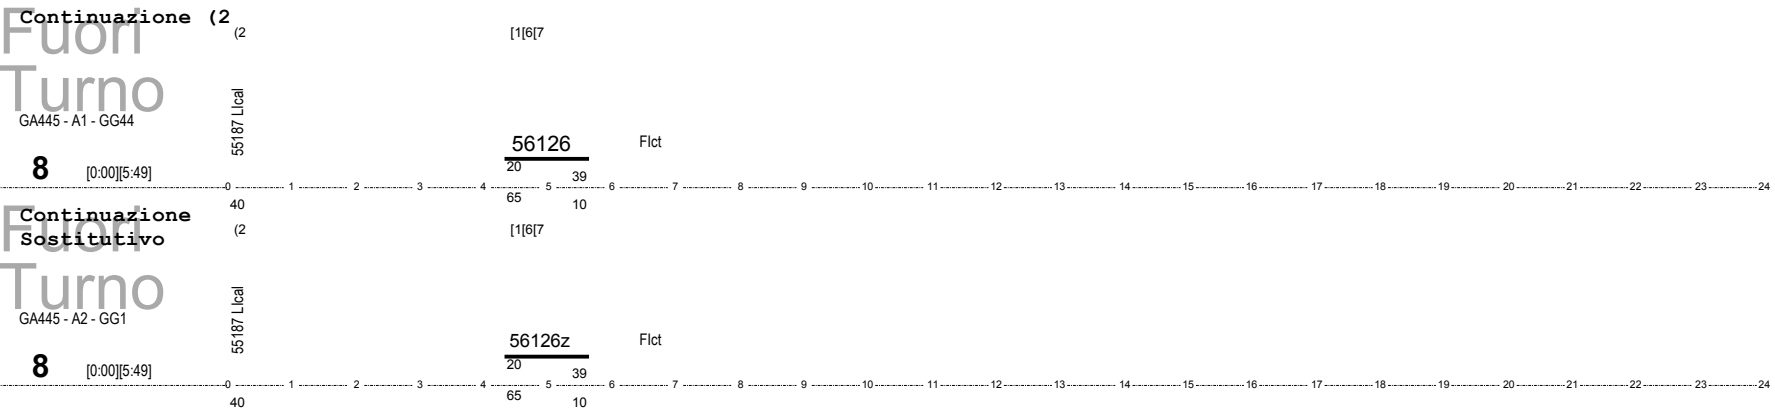 Continuazione (2
Fuori
(2 [1[6[7
Turno
55187 LIcal
GA445 - A1 - GG44
56126 FIct
8 [0:00][5:49]
20 39
0 1 2 3 4 5 6 7 8 9 10 11 12 13 14 15 16 17 18 19 20 21 22 23 24
40 65 10
Continuazione
Fuori
Sostitutivo
(2 [1[6[7
Turno
55187 LIcal
GA445 - A2 - GG1
56126z FIct
8 [0:00][5:49]
20 39
0 1 2 3 4 5 6 7 8 9 10 11 12 13 14 15 16 17 18 19 20 21 22 23 24
40 65 10